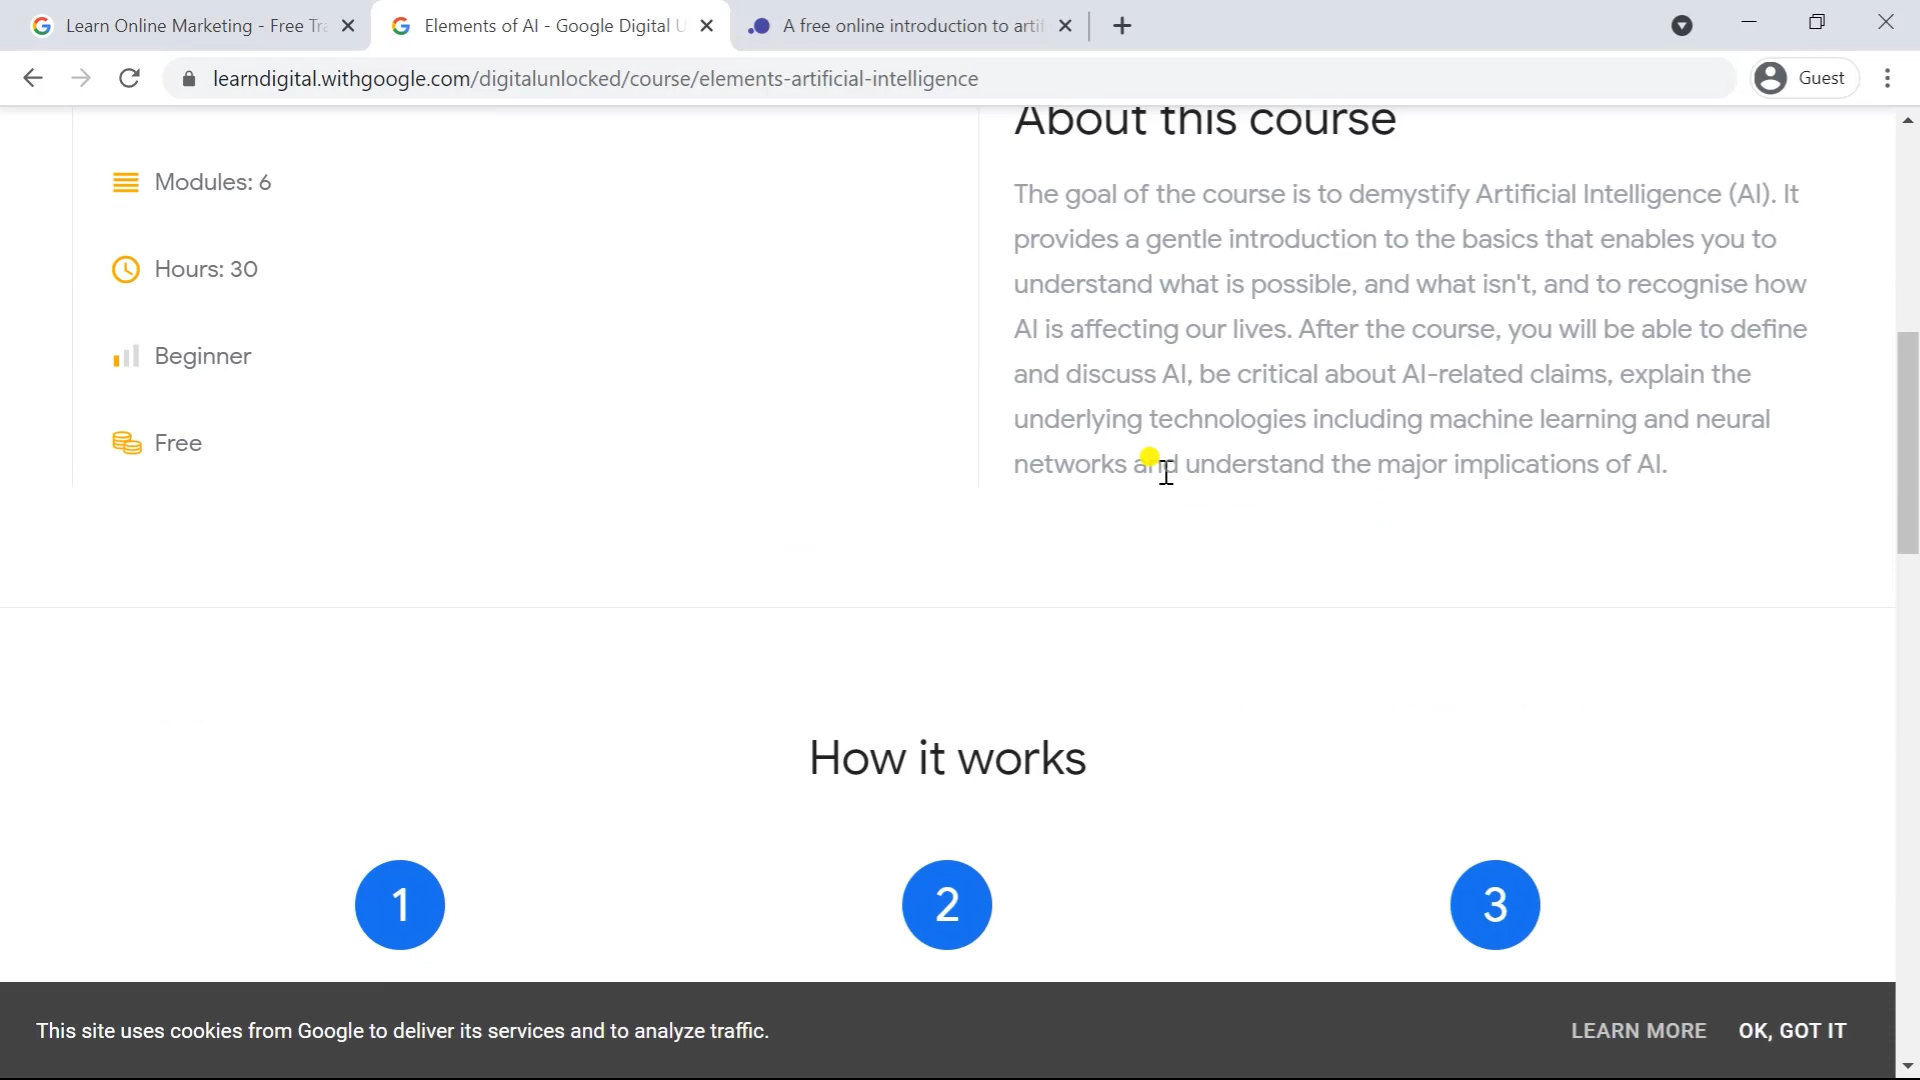 Learn Online Marketing - Free Tra
Elements of AI - Google Digital U
A free online introduction to artif
learndigital.withgoogle.com/digitalunlocked/course/elements-artificial-intelligence
Guest
About this course
Modules: 6
Hours: 30
Beginner
Free
The goal of the course is to demystify Artificial Intelligence (AI). It
provides a gentle introduction to the basics that enables you to
understand what is possible, and what isn't, and to recognise how
AI is affecting our lives. After the course, you will be able to define
and discuss AI, be critical about AI-related claims, explain the
underlying technologies including machine learning and neural
networks and understand the major implications of AI.
How it works
1
2
3
This site uses cookies from Google to deliver its services and to analyze traffic.
LEARN MORE
OK, GOT IT